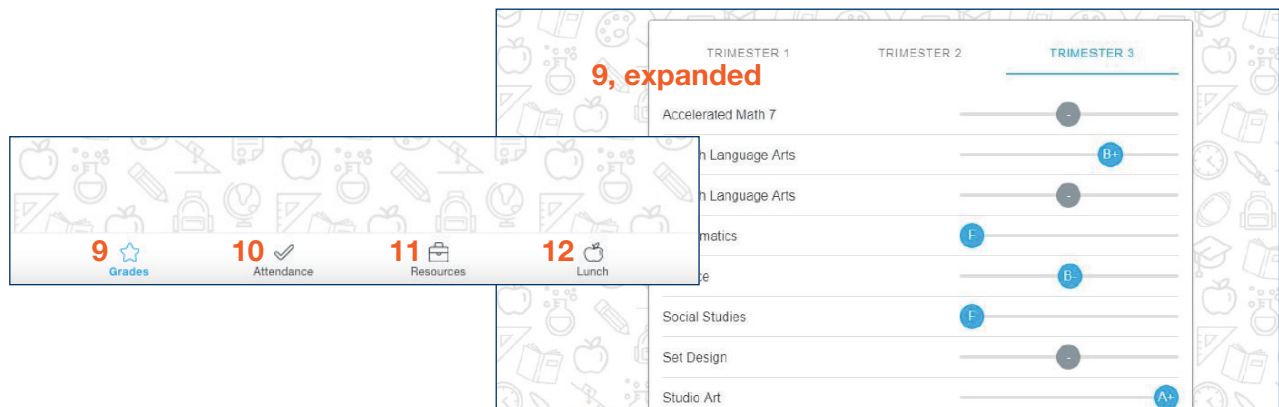 TRIMESTER 1 TRIMESTER 2 TRIMESTER 3
9, expanded
Accelerated Math 7 -
h Language Arts B+
h Language Arts -
matics F
ce B-
Social Studies F
Set Design -
Studio Art A+
9 10 11 12
Grades Attendance Resources Lunch